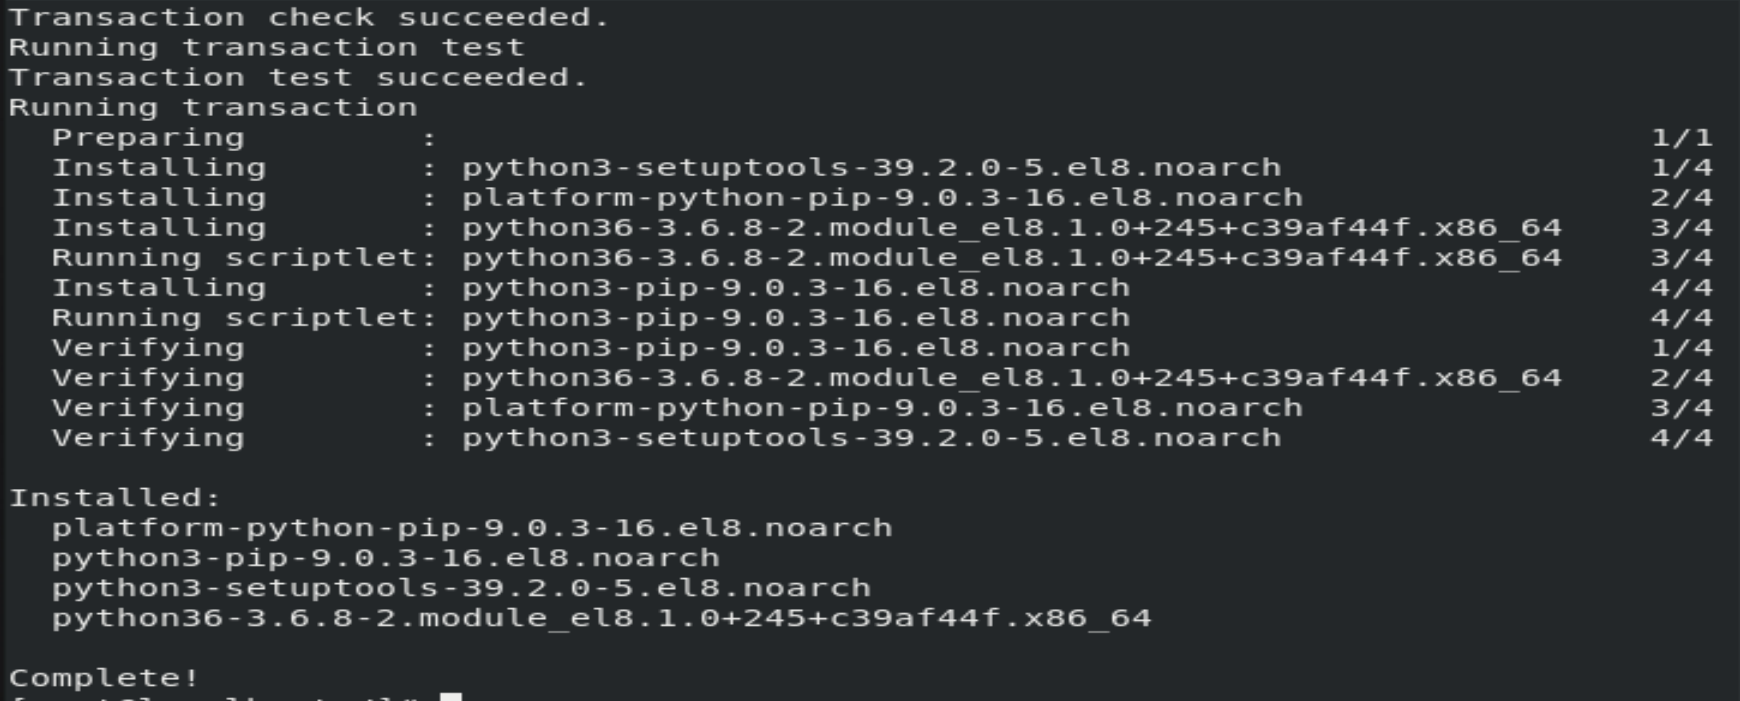 Transaction check succeeded.
Running transaction test
Transaction test succeeded.
Running transaction
  Preparing        :                                                         1/1
  Installing       : python3-setuptools-39.2.0-5.el8.noarch                  1/4
  Installing       : platform-python-pip-9.0.3-16.el8.noarch                 2/4
  Installing       : python36-3.6.8-2.module_el8.1.0+245+c39af44f.x86_64     3/4
  Running scriptlet: python36-3.6.8-2.module_el8.1.0+245+c39af44f.x86_64     3/4
  Installing       : python3-pip-9.0.3-16.el8.noarch                         4/4
  Running scriptlet: python3-pip-9.0.3-16.el8.noarch                         4/4
  Verifying        : python3-pip-9.0.3-16.el8.noarch                         1/4
  Verifying        : python36-3.6.8-2.module_el8.1.0+245+c39af44f.x86_64     2/4
  Verifying        : platform-python-pip-9.0.3-16.el8.noarch                 3/4
  Verifying        : python3-setuptools-39.2.0-5.el8.noarch                  4/4

Installed:
  platform-python-pip-9.0.3-16.el8.noarch
  python3-pip-9.0.3-16.el8.noarch
  python3-setuptools-39.2.0-5.el8.noarch
  python36-3.6.8-2.module_el8.1.0+245+c39af44f.x86_64

Complete!